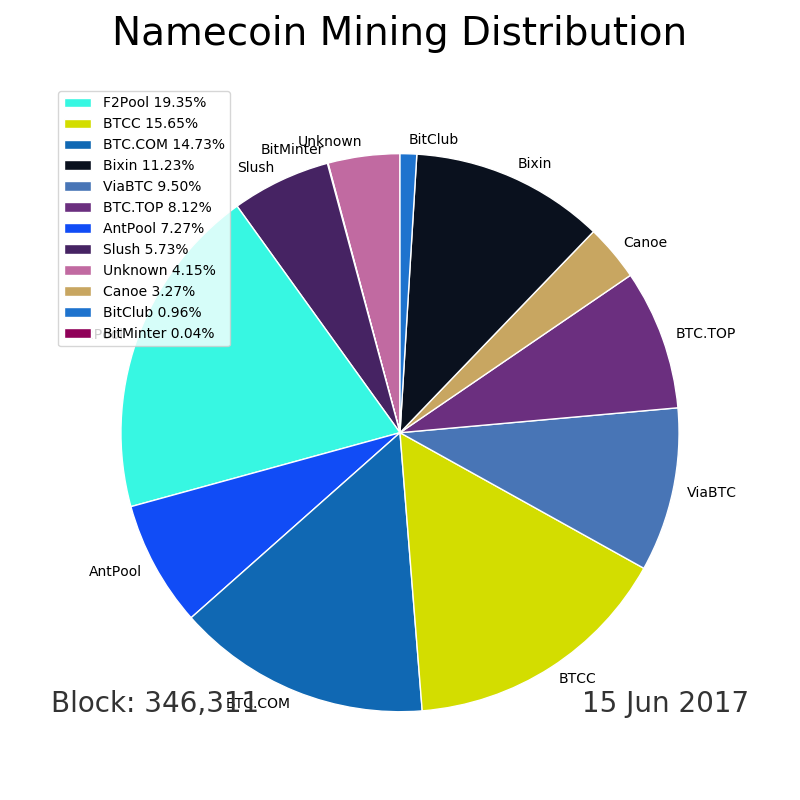 Namecoin Mining Distribution
F2Pool 19.35%
BTCC 15.65%
BTC.COM 14.73%
Bixin 11.23%
ViaBTC 9.50%
BTC.TOP 8.12%
AntPool 7.27%
Slush 5.73%
Unknown 4.15%
Canoe 3.27%
BitClub 0.96%
BitMinter 0.04%
Unknown
BitClub
BitMinter
Slush
Bixin
Canoe
BTC.TOP
ViaBTC
AntPool
BTCC
BTC.COM
Block: 346,311
15 Jun 2017